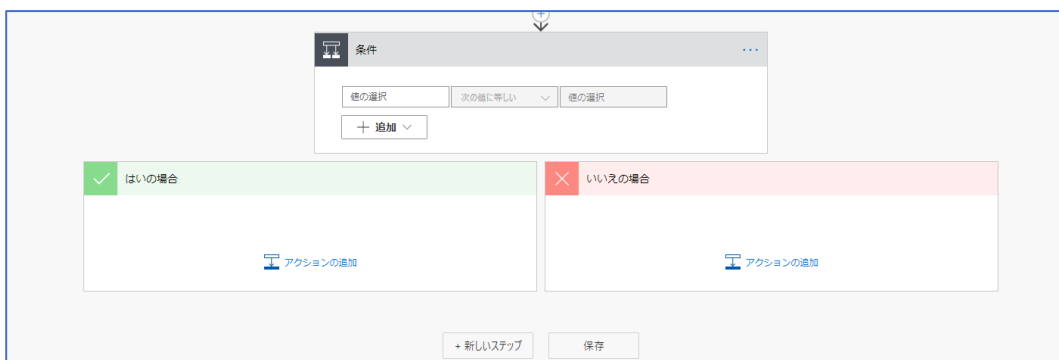 条件
値の選択 次の値に等しい 値の選択
追加
はいの場合 いいえの場合
アクションの追加 アクションの追加
+ 新しいステップ 保存